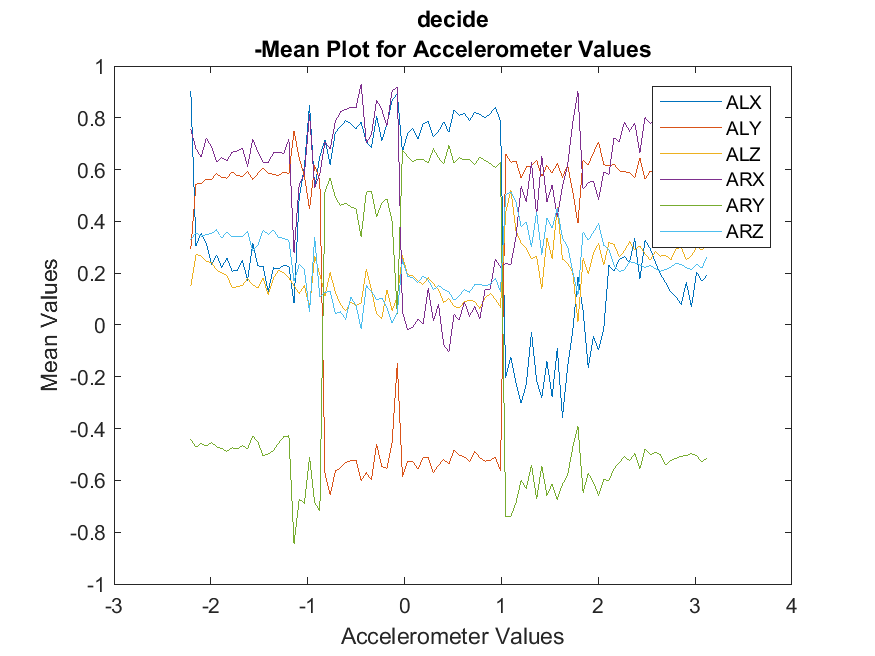 decide
-Mean Plot for Accelerometer Values
1
0.8
0.6
0.4
0.2
0
-0.2
-0.4
-0.6
-0.8
-1
Mean Values
ALX
ALY
ALZ
ARX
ARY
ARZ
-3 -2 -1 0 1 2 3 4
Accelerometer Values